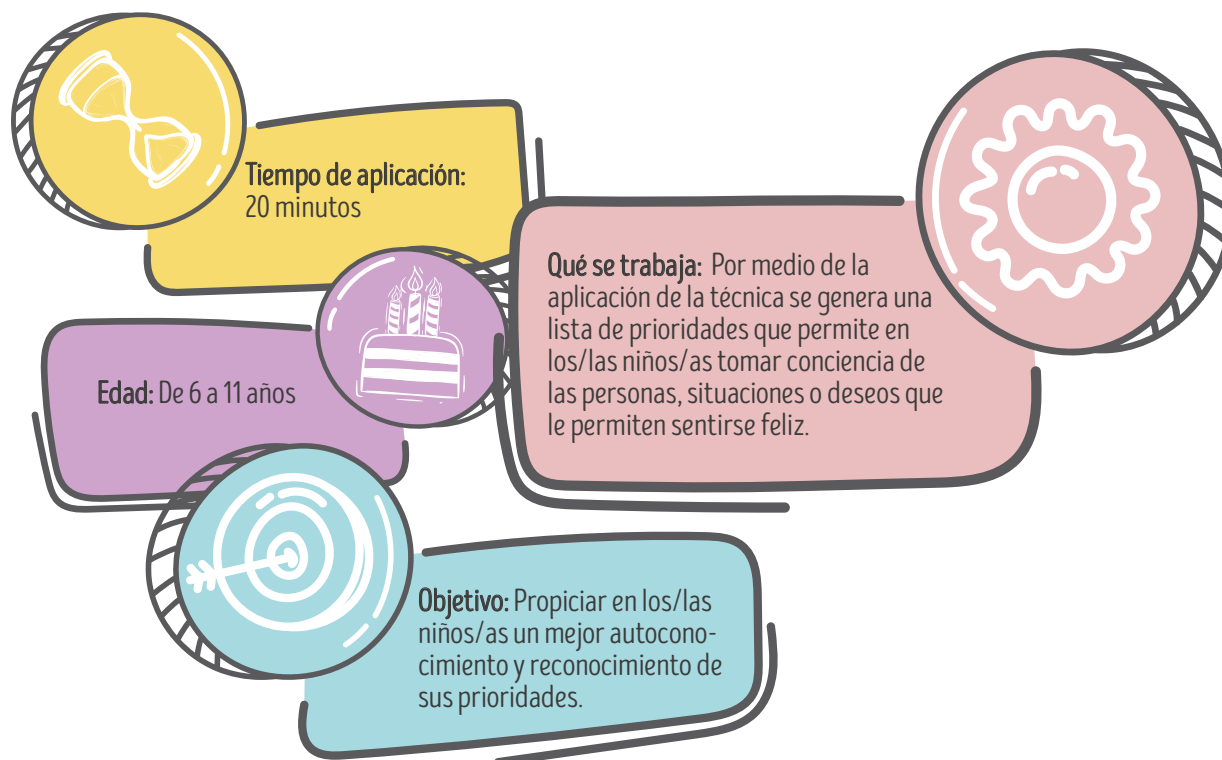 Tiempo de aplicación:
20 minutos
Qué se trabaja: Por medio de la
aplicación de la técnica se genera una
lista de prioridades que permite en
los/las niños/as tomar conciencia de
las personas, situaciones o deseos que
le permiten sentirse feliz.
Edad: De 6 a 11 años
Objetivo: Propiciar en los/las
niños/as un mejor autocono-
cimiento y reconocimiento de
sus prioridades.